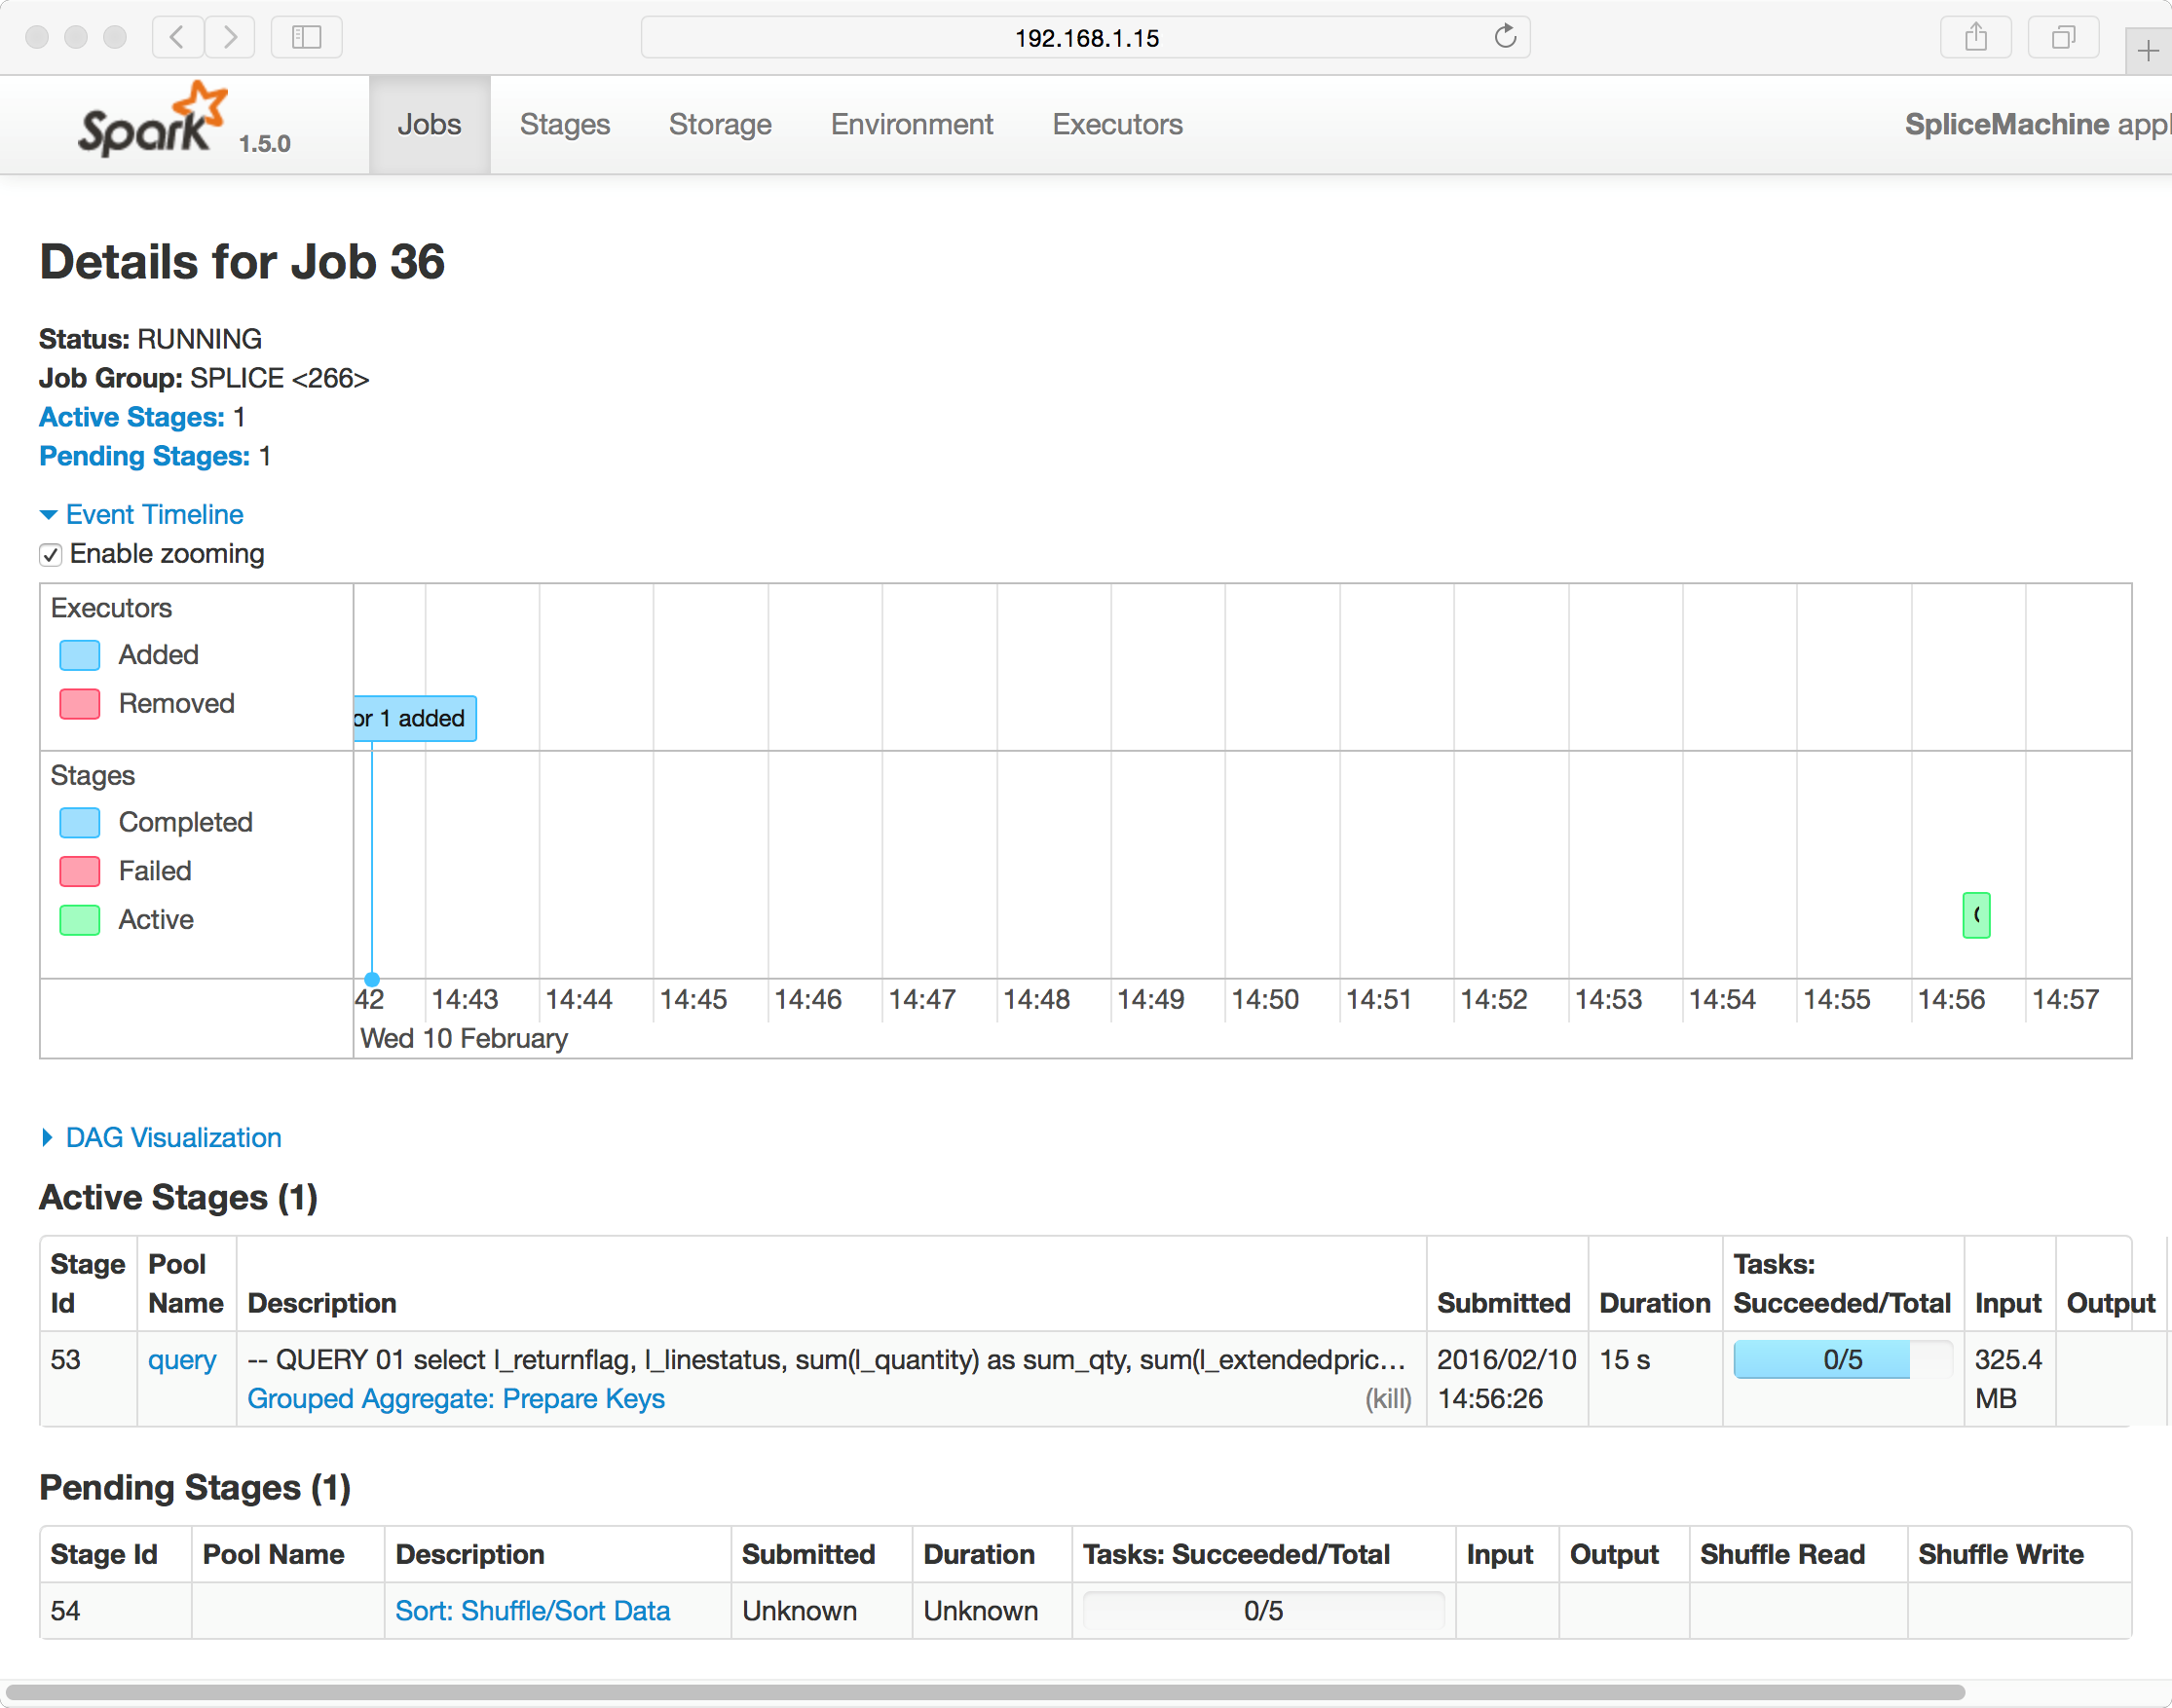 192.168.1.15
Spark 1.5.0
Jobs
Stages
Storage
Environment
Executors
SpliceMachine appl
Details for Job 36
Status: RUNNING
Job Group: SPLICE <266>
Active Stages: 1
Pending Stages: 1
Event Timeline
Enable zooming
Executors
Added
Removed
or 1 added
Stages
Completed
Failed
Active
42 14:43 14:44 14:45 14:46 14:47 14:48 14:49 14:50 14:51 14:52 14:53 14:54 14:55 14:56 14:57
Wed 10 February
DAG Visualization
Active Stages (1)
Stage Id Pool Name Description Submitted Duration Tasks: Succeeded/Total Input Output
53 query -- QUERY 01 select l_returnflag, l_linestatus, sum(l_quantity) as sum_qty, sum(l_extendedpric... 2016/02/10 15 s 0/5 325.4
Grouped Aggregate: Prepare Keys (kill) 14:56:26 MB
Pending Stages (1)
Stage Id Pool Name Description Submitted Duration Tasks: Succeeded/Total Input Output Shuffle Read Shuffle Write
54 Sort: Shuffle/Sort Data Unknown Unknown 0/5